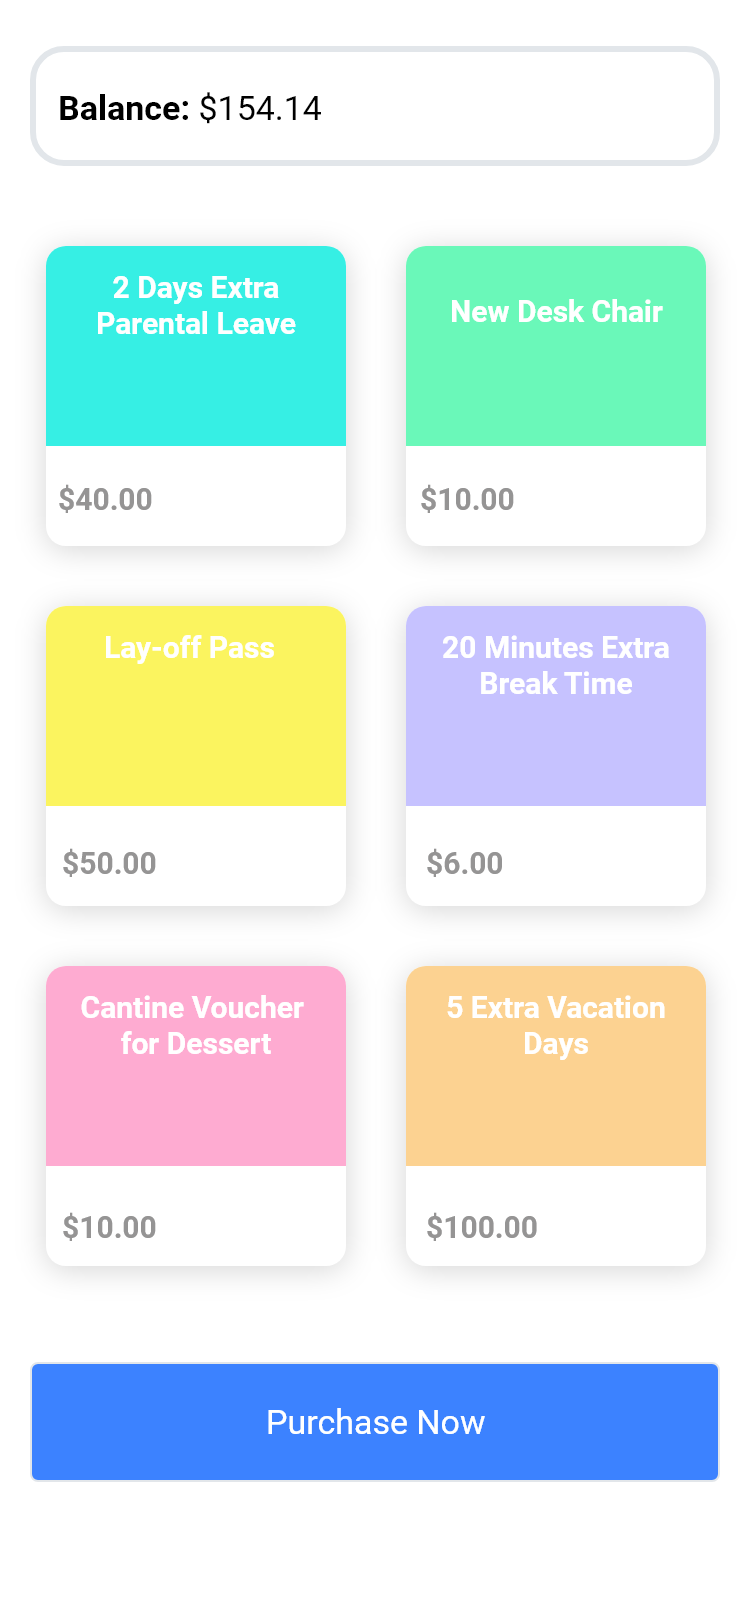 Balance: $154.14
2 Days Extra
Parental Leave
New Desk Chair
$40.00
$10.00
Lay-off Pass
20 Minutes Extra
Break Time
$50.00
$6.00
Cantine Voucher
for Dessert
5 Extra Vacation
Days
$10.00
$100.00
Purchase Now